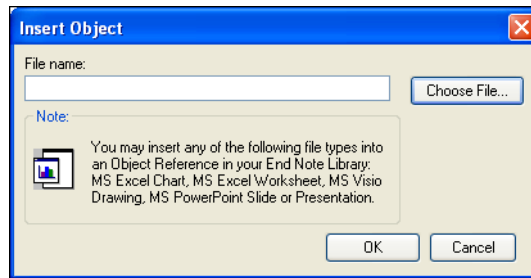 Insert Object
File name:
Choose File...
Note:
You may insert any of the following file types into
an Object Reference in your End Note Library:
MS Excel Chart, MS Excel Worksheet, MS Visio
Drawing, MS PowerPoint Slide or Presentation.
OK
Cancel